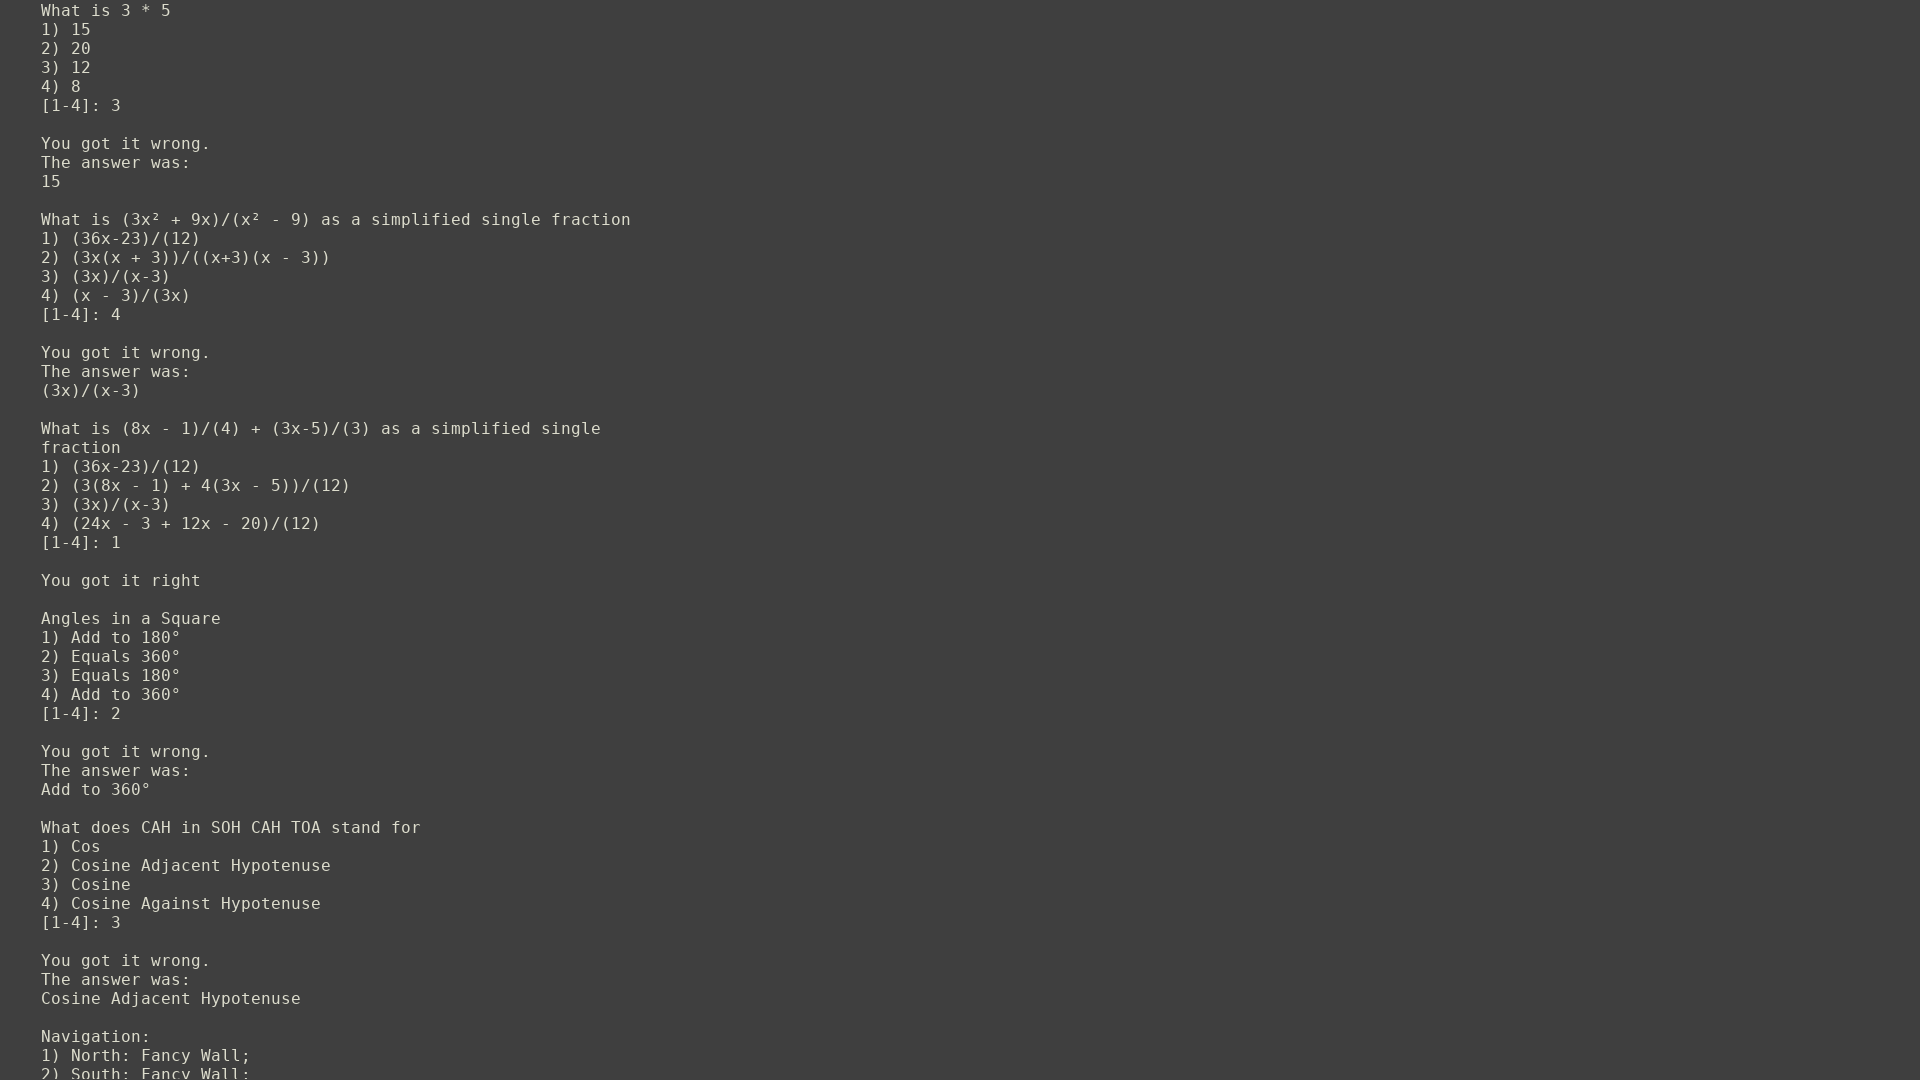 What is 3 * 5
1) 15
2) 20
3) 12
4) 8
[1-4]: 3
You got it wrong.
The answer was:
15
What is (3x² + 9x)/(x² - 9) as a simplified single fraction
1) (36x-23)/(12)
2) (3x(x + 3))/((x+3)(x - 3))
3) (3x)/(x-3)
4) (x - 3)/(3x)
[1-4]: 4
You got it wrong.
The answer was:
(3x)/(x-3)
What is (8x - 1)/(4) + (3x-5)/(3) as a simplified single
fraction
1) (36x-23)/(12)
2) (3(8x - 1) + 4(3x - 5))/(12)
3) (3x)/(x-3)
4) (24x - 3 + 12x - 20)/(12)
[1-4]: 1
You got it right
Angles in a Square
1) Add to 180°
2) Equals 360°
3) Equals 180°
4) Add to 360°
[1-4]: 2
You got it wrong.
The answer was:
Add to 360°
What does CAH in SOH CAH TOA stand for
1) Cos
2) Cosine Adjacent Hypotenuse
3) Cosine
4) Cosine Against Hypotenuse
[1-4]: 3
You got it wrong.
The answer was:
Cosine Adjacent Hypotenuse
Navigation:
1) North: Fancy Wall;
2) South: Fancy Wall;